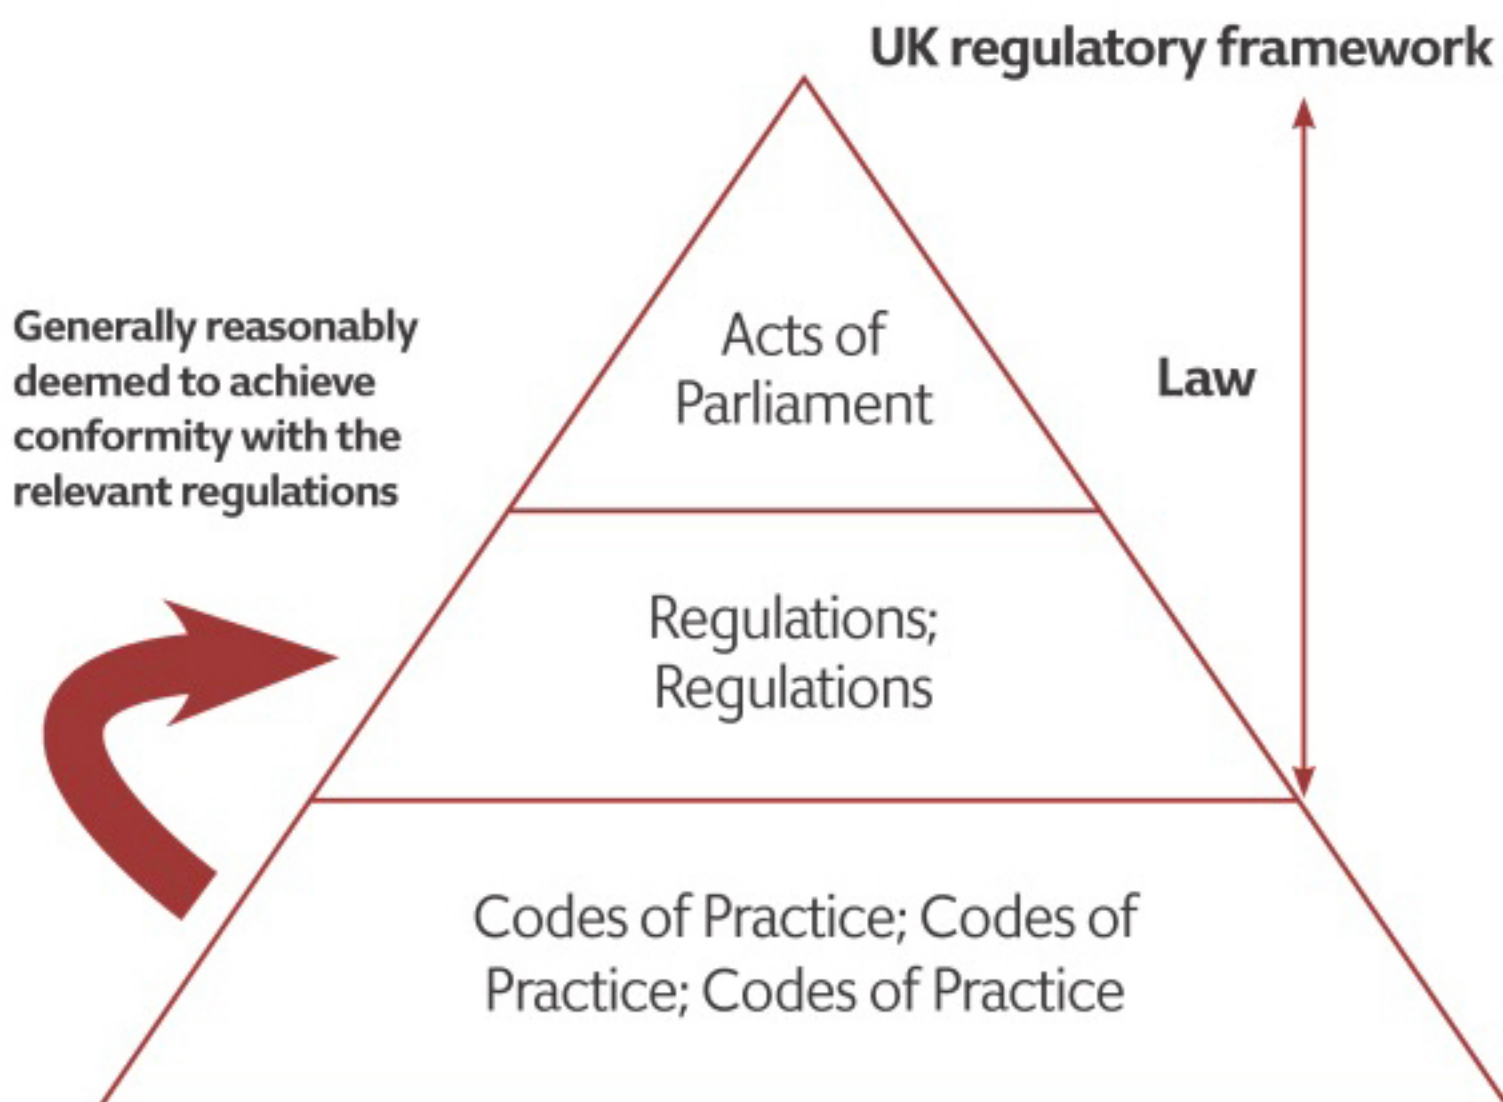 UK regulatory framework
Generally reasonably
deemed to achieve
conformity with the
relevant regulations
Acts of
Parliament
Law
Regulations;
Regulations
Codes of Practice; Codes of
Practice; Codes of Practice